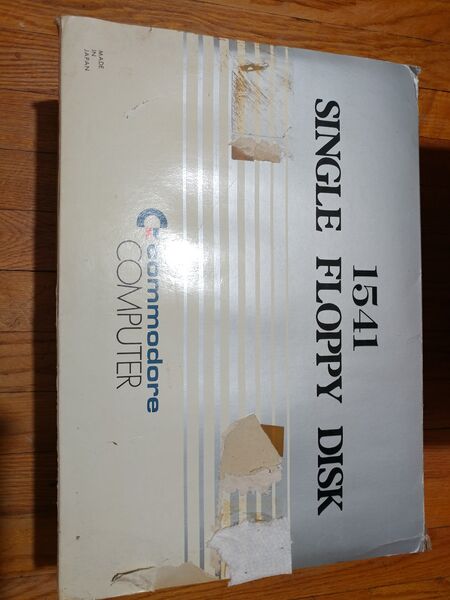 1541
SINGLE FLOPPY DISK
commodore
COMPUTER
MADE
IN
JAPAN